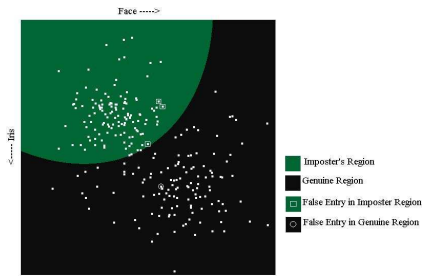 Face ----->
<----- Iris
Imposter's Region
Genuine Region
False Entry in Imposter Region
False Entry in Genuine Region